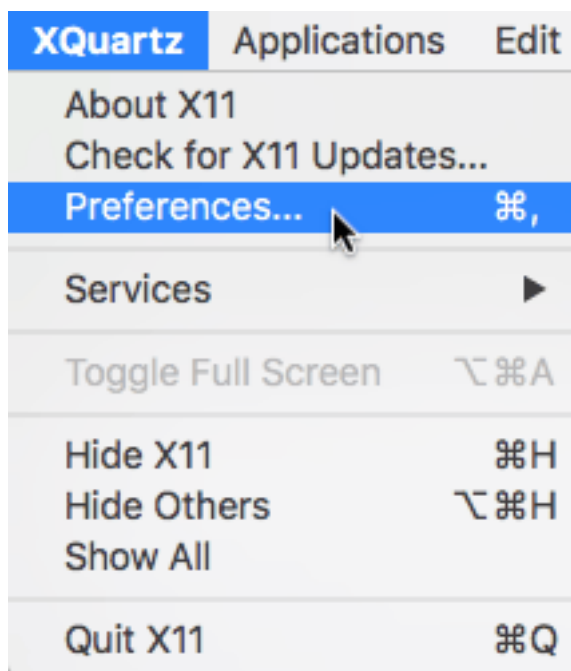 XQuartz Applications Edit
About X11
Check for X11 Updates...
Preferences... ⌘,
Services ▶
Toggle Full Screen ⌥⌘A
Hide X11 ⌘H
Hide Others ⌥⌘H
Show All
Quit X11 ⌘Q